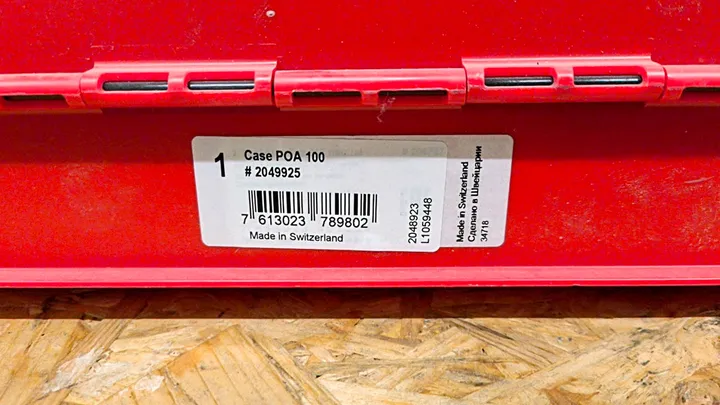 1
Case POA 100
# 2049925
7 613023 789802
Made in Switzerland
2048923
L1059448
Made in Switzerland
Сделано в Швейцарии
34718